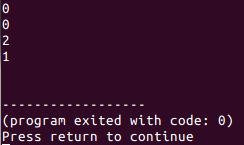 0
0
2
1
------------------
(program exited with code: 0)
Press return to continue